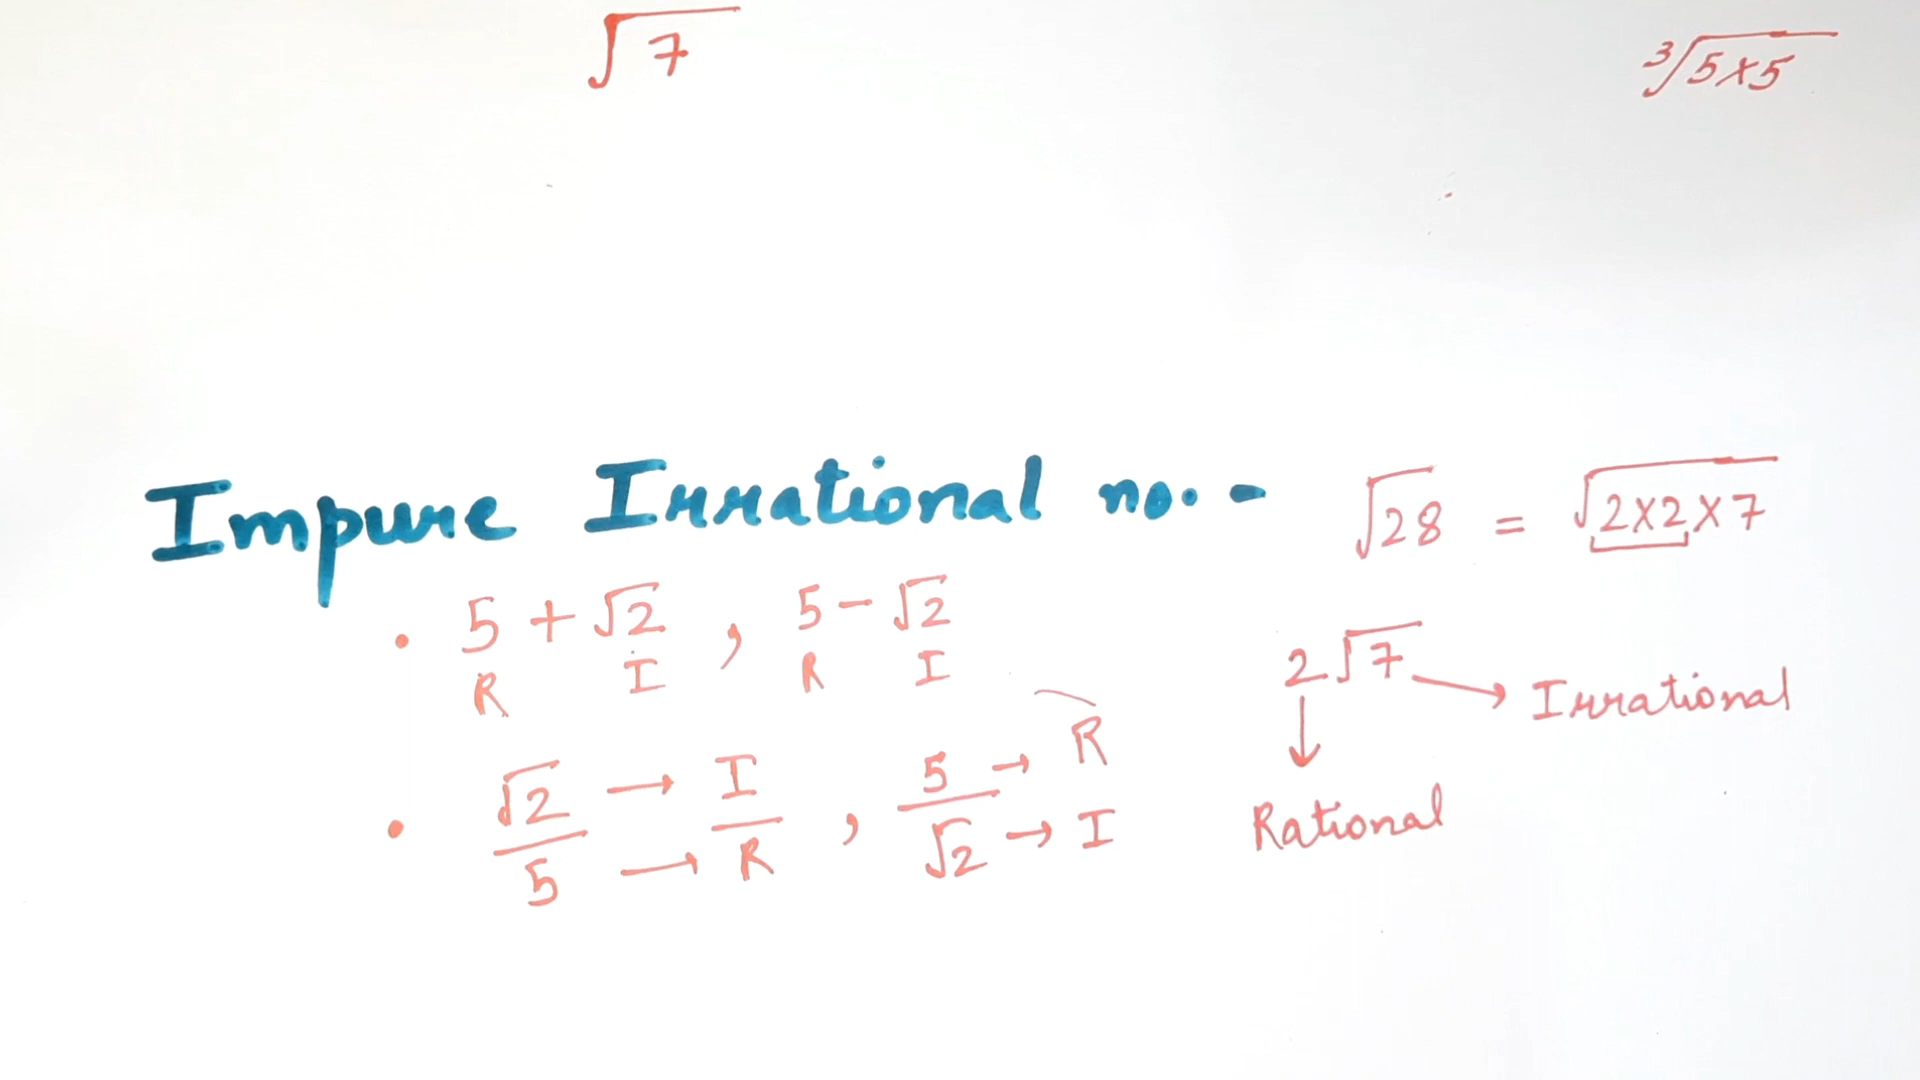 √7
³√5×5
Impure Irrational no. -
√28 = √2×2×7
• 5 + √2 , 5 - √2
R I R I
2√7 → Irrational
↓
Rational
• √2/5 → I/R , 5/√2
→ R
→ I